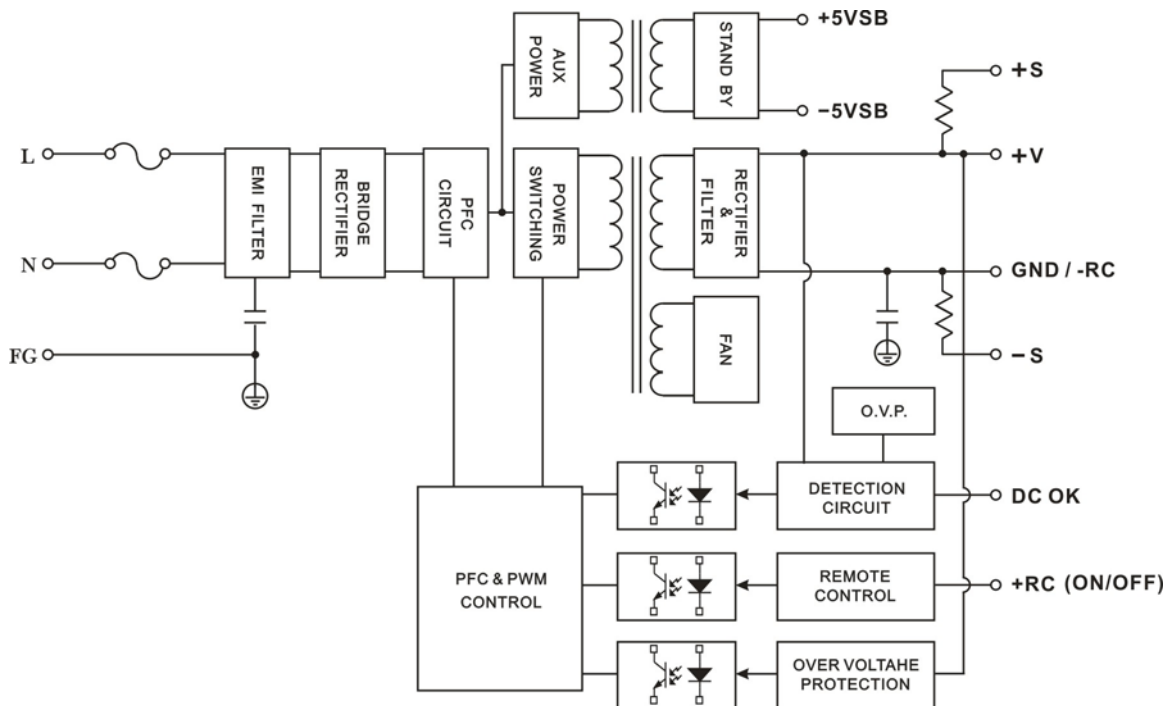 AUX
POWER
STAND BY
+5VSB
−5VSB
+S
L
EMI FILTER
BRIDGE
RECTIFIER
PFC
CIRCUIT
POWER
SWITCHING
RECTIFIER
&
FILTER
+V
N
GND / -RC
FG
FAN
−S
O.V.P.
DETECTION
CIRCUIT
DC OK
PFC & PWM
CONTROL
REMOTE
CONTROL
+RC (ON/OFF)
OVER VOLTAHE
PROTECTION